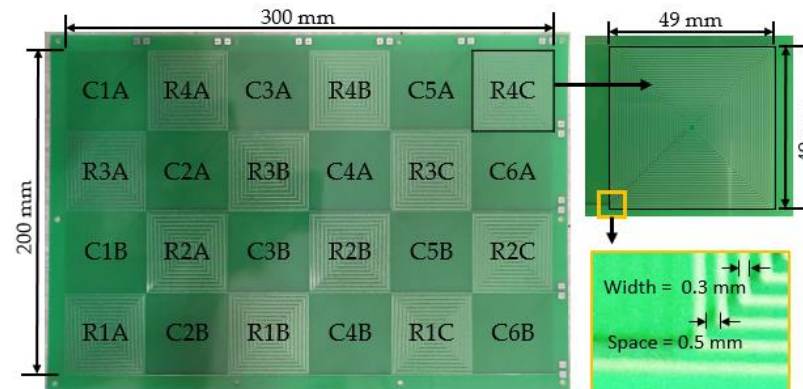 300 mm
49 mm
C1A R4A C3A R4B C5A R4C
R3A C2A R3B C4A R3C C6A
200 mm
C1B R2A C3B R2B C5B R2C
R1A C2B R1B C4B R1C C6B
Width = 0.3 mm
Space = 0.5 mm